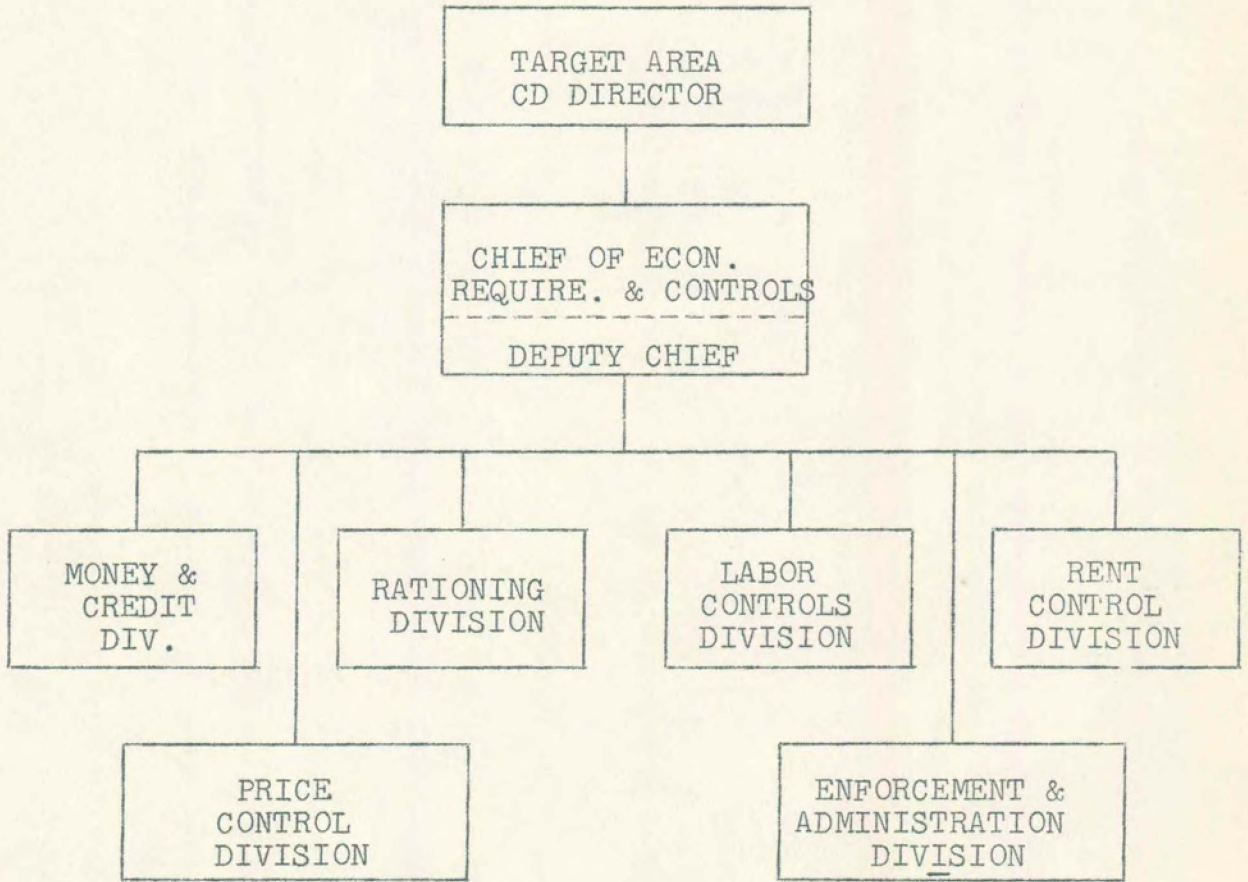 TARGET AREA
CD DIRECTOR
CHIEF OF ECON.
REQUIRE. & CONTROLS
DEPUTY CHIEF
MONEY &
CREDIT
DIV.
RATIONING
DIVISION
LABOR
CONTROLS
DIVISION
RENT
CONTROL
DIVISION
PRICE
CONTROL
DIVISION
ENFORCEMENT &
ADMINISTRATION
DIVISION